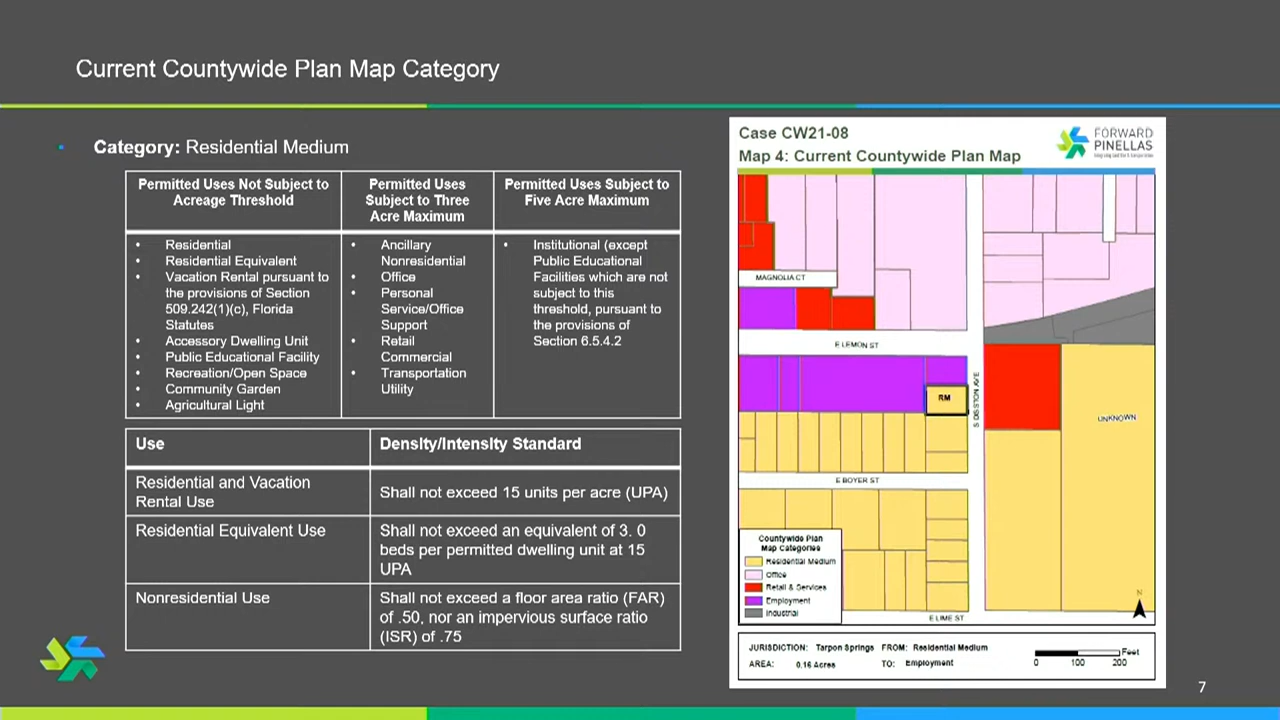 Current Countywide Plan Map Category
▪ Category: Residential Medium
Permitted Uses Not Subject to
Acreage Threshold
Permitted Uses
Subject to Three
Acre Maximum
Permitted Uses Subject to
Five Acre Maximum
• Residential
• Residential Equivalent
• Vacation Rental pursuant to
the provisions of Section
509.242(1)(c), Florida
Statutes
• Accessory Dwelling Unit
• Public Educational Facility
• Recreation/Open Space
• Community Garden
• Agricultural Light
• Ancillary
Nonresidential
• Office
• Personal
Service/Office
Support
• Retail
Commercial
• Transportation
Utility
• Institutional (except
Public Educational
Facilities which are not
subject to this
threshold, pursuant to
the provisions of
Section 6.5.4.2
Use
Density/Intensity Standard
Residential and Vacation
Rental Use
Shall not exceed 15 units per acre (UPA)
Residential Equivalent Use
Shall not exceed an equivalent of 3. 0
beds per permitted dwelling unit at 15
UPA
Nonresidential Use
Shall not exceed a floor area ratio (FAR)
of .50, nor an impervious surface ratio
(ISR) of .75
Case CW21-08
Map 4: Current Countywide Plan Map
FORWARD
PINELLAS
MAGNOLIA CT
E LEMON ST
RM
S DISSTON AVE
UNKNOWN
E BOYER ST
E LIME ST
Countywide Plan
Map Categories
Residential Medium
Office
Retail & Services
Employment
Industrial
N
JURISDICTION: Tarpon Springs FROM: Residential Medium
AREA: 0.16 Acres TO: Employment
Feet
0 100 200
7